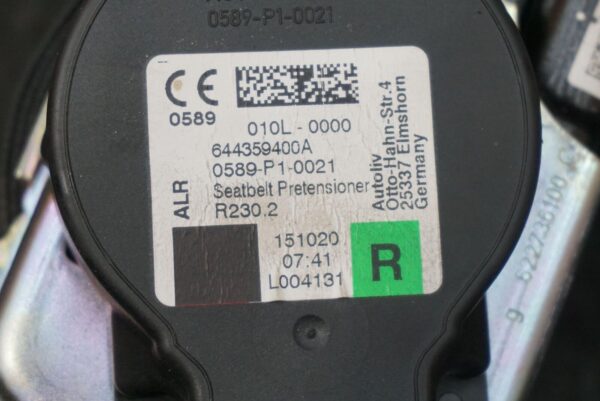 0589-P1-0021
CE
0589
010L - 0000
644359400A
0589-P1-0021
Seatbelt Pretensioner
R230.2
ALR
Autoliv
Otto-Hahn-Str.4
25337 Elmshorn
Germany
151020
07:41
L004131
R